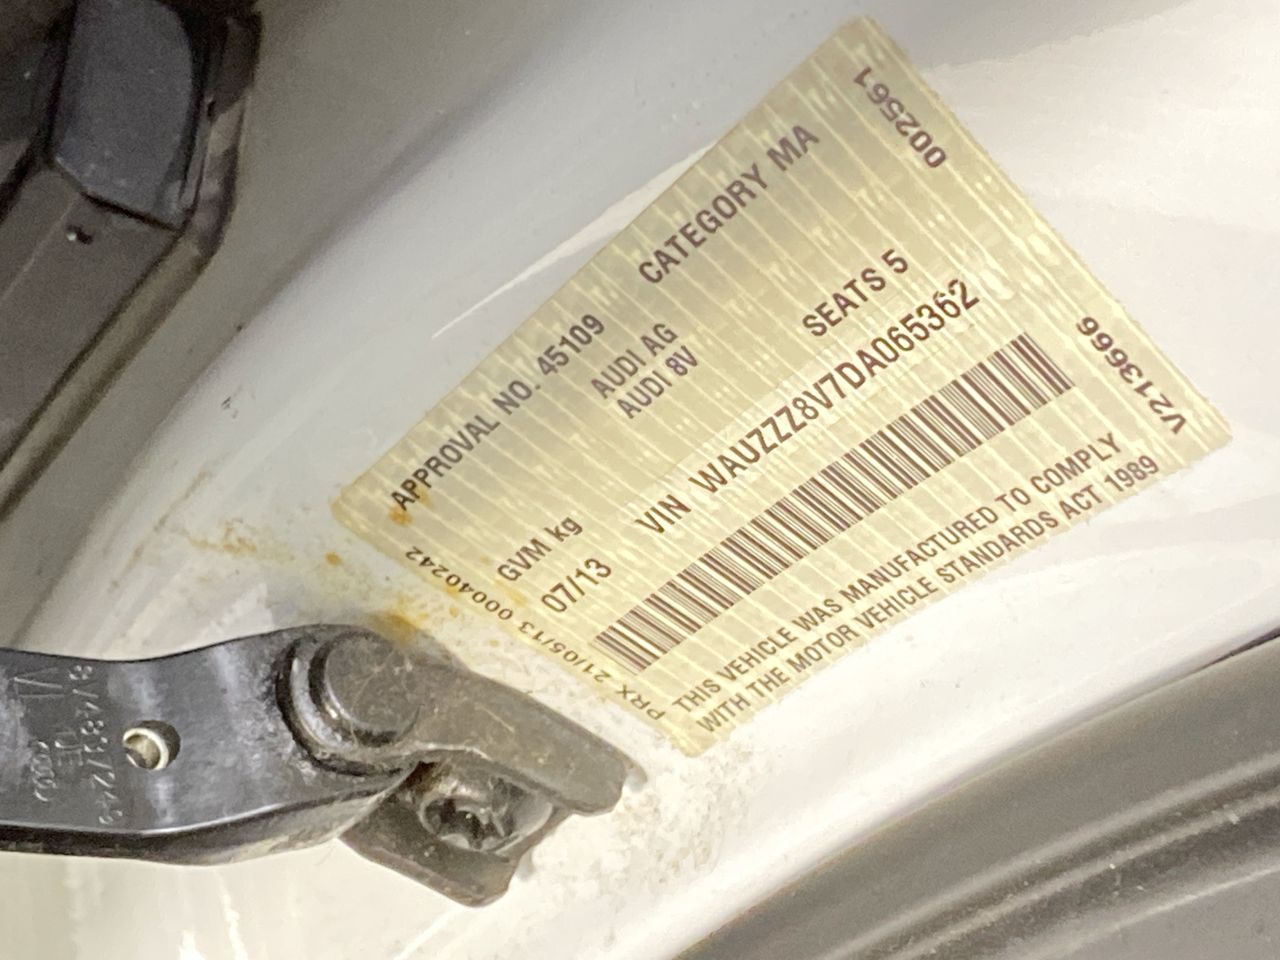 APPROVAL NO. 45109 CATEGORY MA
002561
AUDI AG
AUDI 8V SEATS 5
GVM kg
07/13 VIN WAUZZZ8V7DA065362
V213666
THIS VEHICLE WAS MANUFACTURED TO COMPLY
WITH THE MOTOR VEHICLE STANDARDS ACT 1989
PRX 21/05/13 00040242